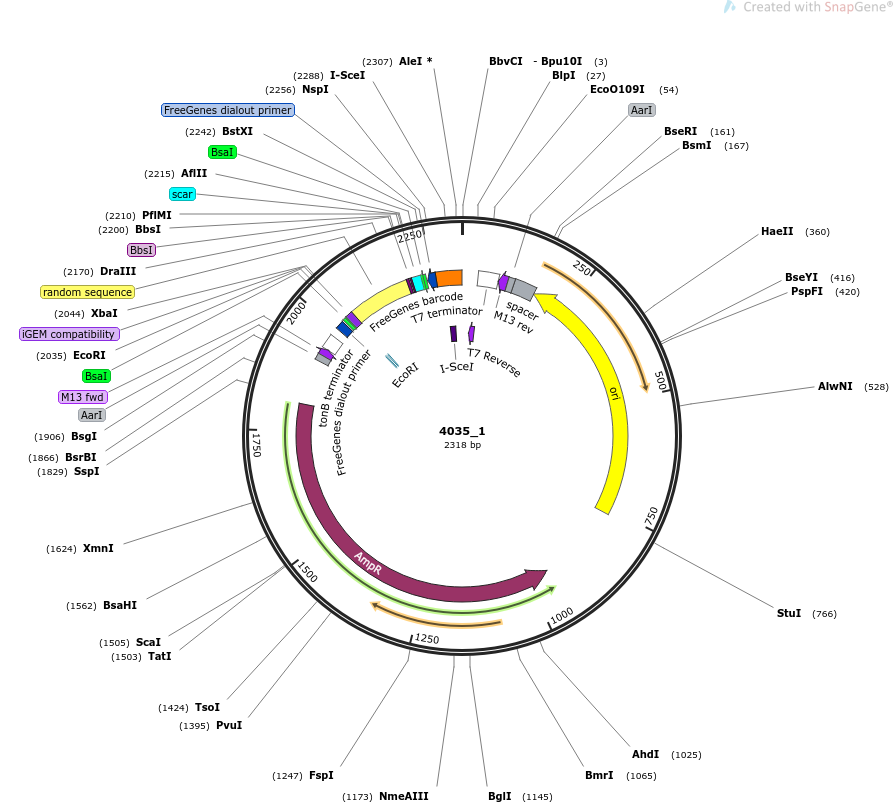 Created with SnapGene®
(2307) AleI *
BbvCI - Bpu10I (3)
(2288) I-SceI
BlpI (27)
(2256) NspI
EcoO109I (54)
FreeGenes dialout primer
AarI
(2242) BstXI
BseRI (161)
BsaI
BsmI (167)
(2215) AflII
scar
(2210) PflMI
(2200) BbsI
HaeII (360)
BbsI
(2170) DraIII
BseYI (416)
random sequence
PspFI (420)
(2044) XbaI
iGEM compatibility
(2035) EcoRI
BsaI
AlwNI (528)
M13 fwd
AarI
(1906) BsgI
(1866) BsrBI
(1829) SspI
(1624) XmnI
(1562) BsaHI
StuI (766)
(1505) ScaI
(1503) TatI
(1424) TsoI
(1395) PvuI
AhdI (1025)
(1247) FspI
BmrI (1065)
(1173) NmeAIII
BglI (1145)
2250
250
2000
500
1750
750
1500
1000
1250
FreeGenes barcode
T7 terminator
spacer
M13 rev
T7 Reverse
I-SceI
EcoRI
tonB terminator
FreeGenes dialout primer
ori
AmpR
4035_1
2318 bp